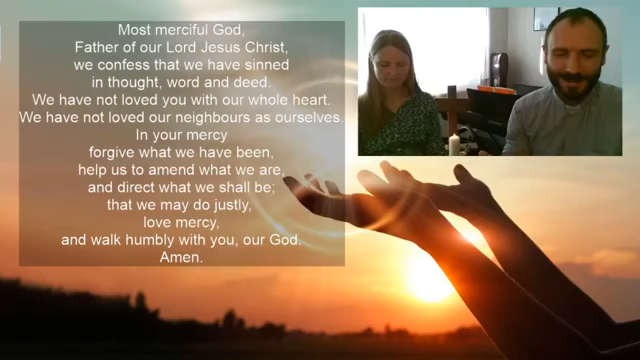 Most merciful God,
Father of our Lord Jesus Christ,
we confess that we have sinned
in thought, word and deed.
We have not loved you with our whole heart.
We have not loved our neighbours as ourselves.
In your mercy
forgive what we have been,
help us to amend what we are,
and direct what we shall be;
that we may do justly,
love mercy,
and walk humbly with you, our God.
Amen.